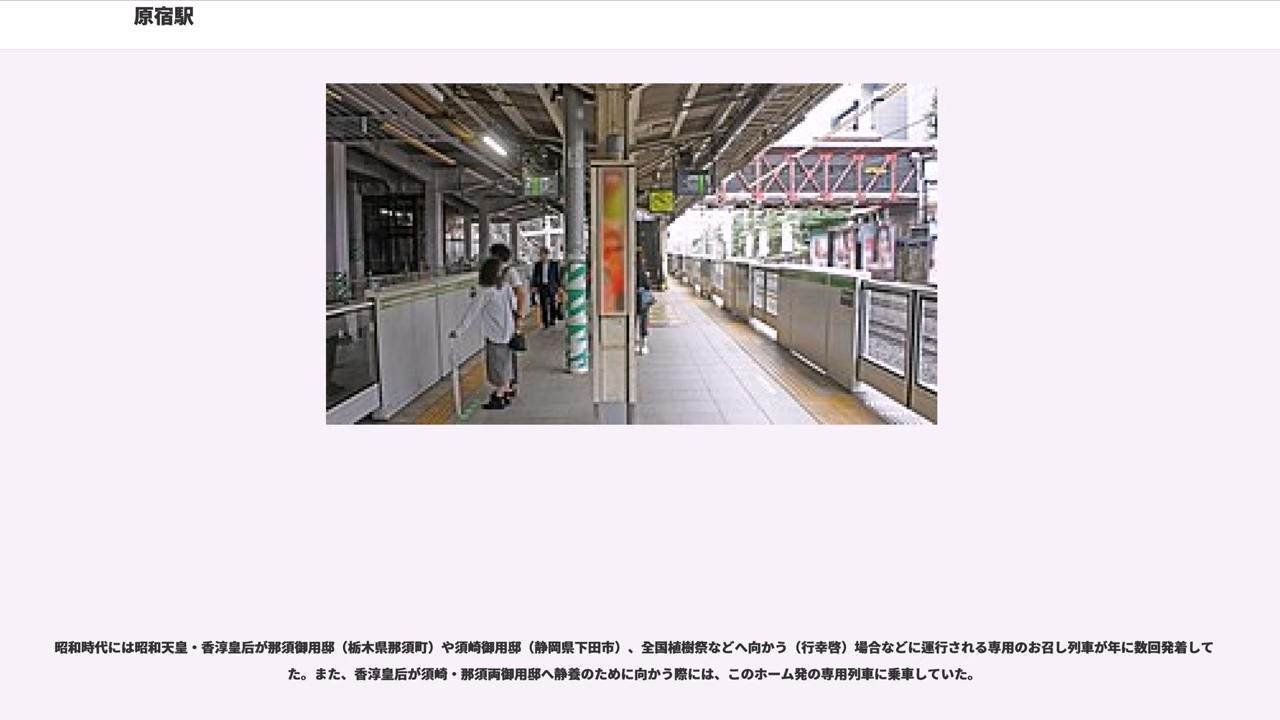 原宿駅
昭和時代には昭和天皇・香淳皇后が那須御用邸（栃木県那須町）や須崎御用邸（静岡県下田市）、全国植樹祭などへ向かう（行幸啓）場合などに運行される専用のお召し列車が年に数回発着して
た。また、香淳皇后が須崎・那須両御用邸へ静養のために向かう際には、このホーム発の専用列車に乗車していた。